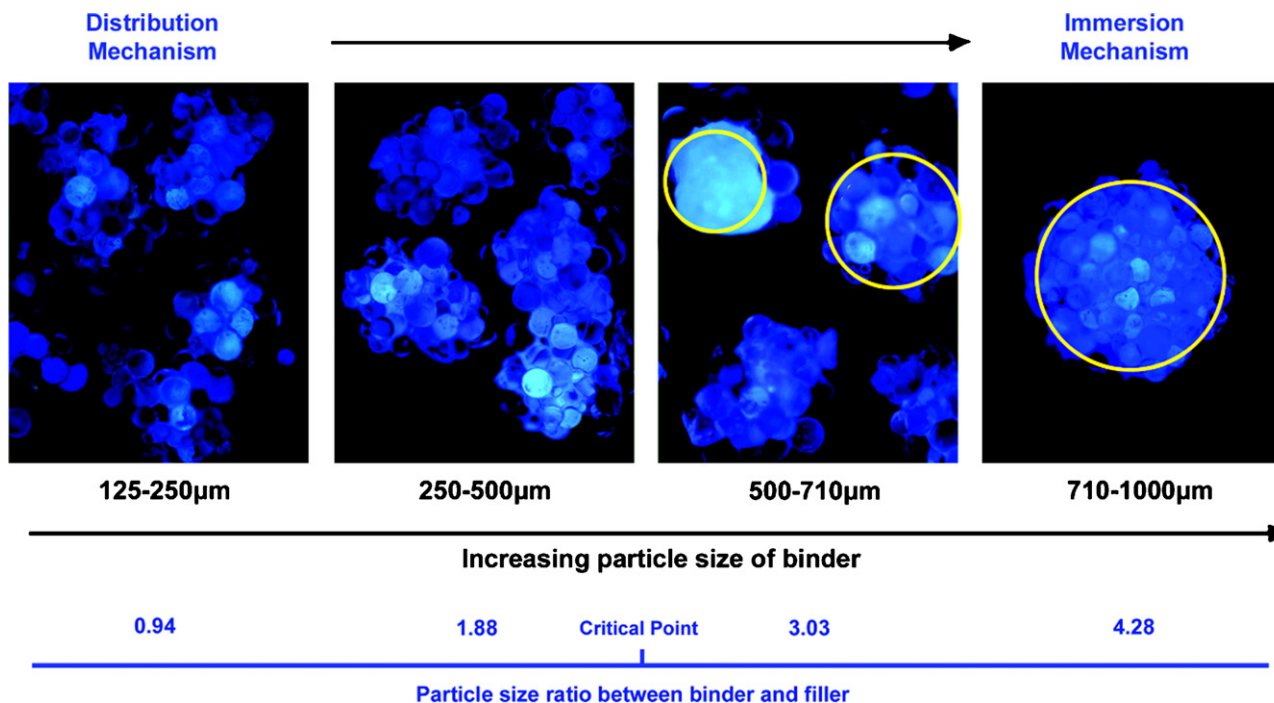 Distribution
Mechanism
Immersion
Mechanism
125-250µm
250-500µm
500-710µm
710-1000µm
Increasing particle size of binder
0.94
1.88
Critical Point
3.03
4.28
Particle size ratio between binder and filler